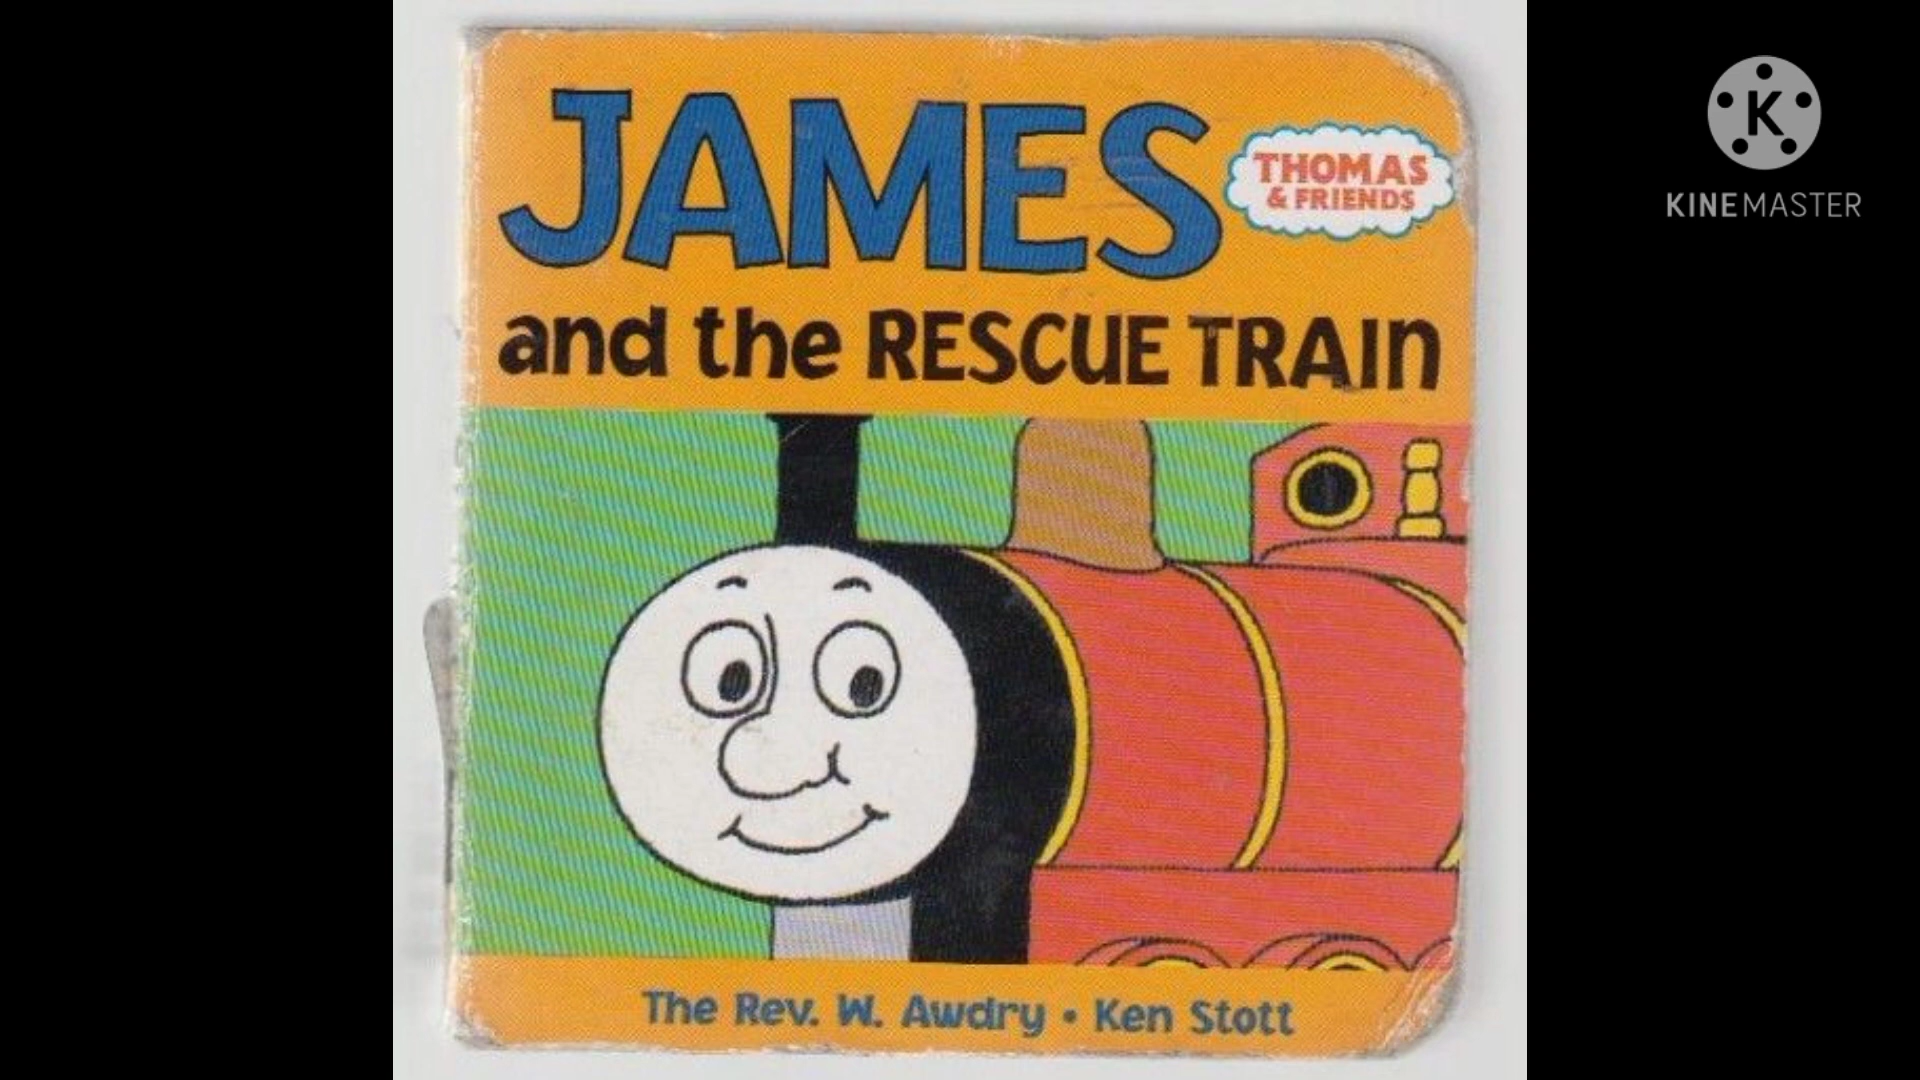 JAMES
THOMAS
& FRIENDS
and the RESCUE TRAIN
The Rev. W. Awdry • Ken Stott
K
KINEMASTER